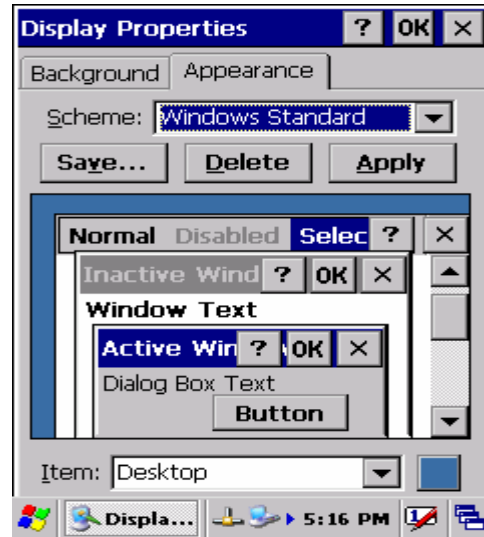 Display Properties ? OK ×
Background Appearance
Scheme: Windows Standard
Save... Delete Apply
Normal Disabled Selec ? ×
Inactive Wind ? OK ×
Window Text
Active Win ? OK ×
Dialog Box Text
Button
Item: Desktop
Displa... 5:16 PM 1